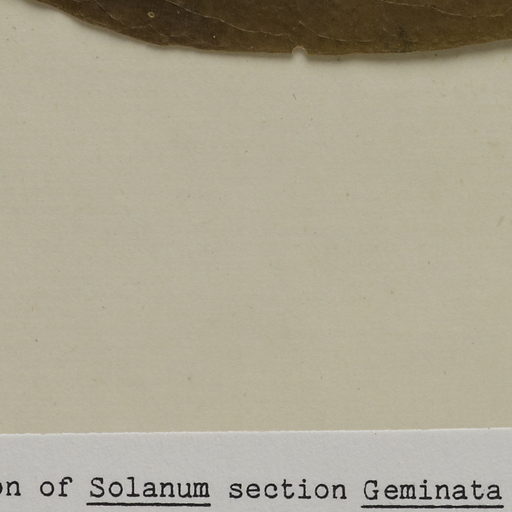 on of Solanum section Geminata